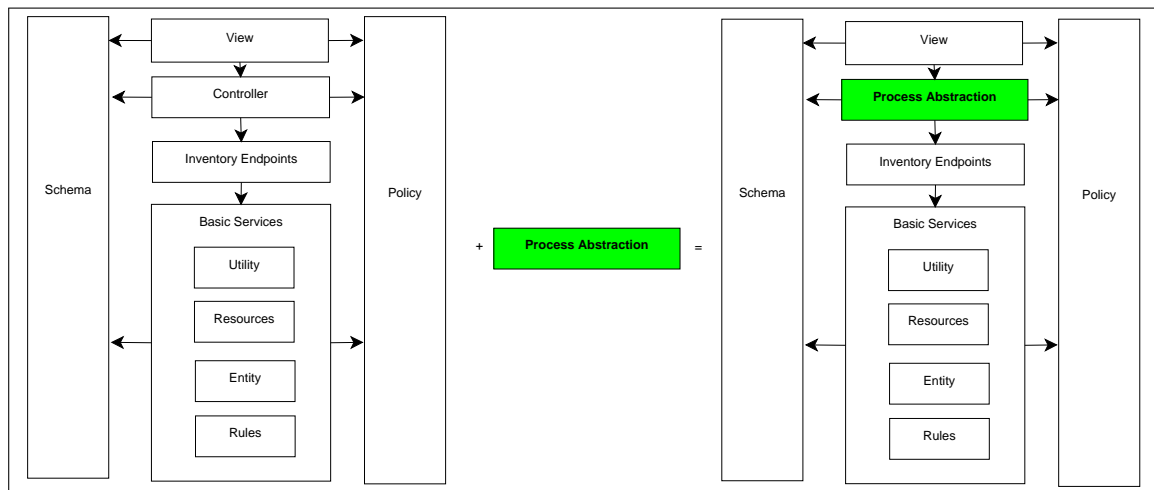 View
Controller
Inventory Endpoints
Schema
Policy
Basic Services
Utility
Resources
Entity
Rules
+
Process Abstraction
=
View
Process Abstraction
Inventory Endpoints
Schema
Policy
Basic Services
Utility
Resources
Entity
Rules